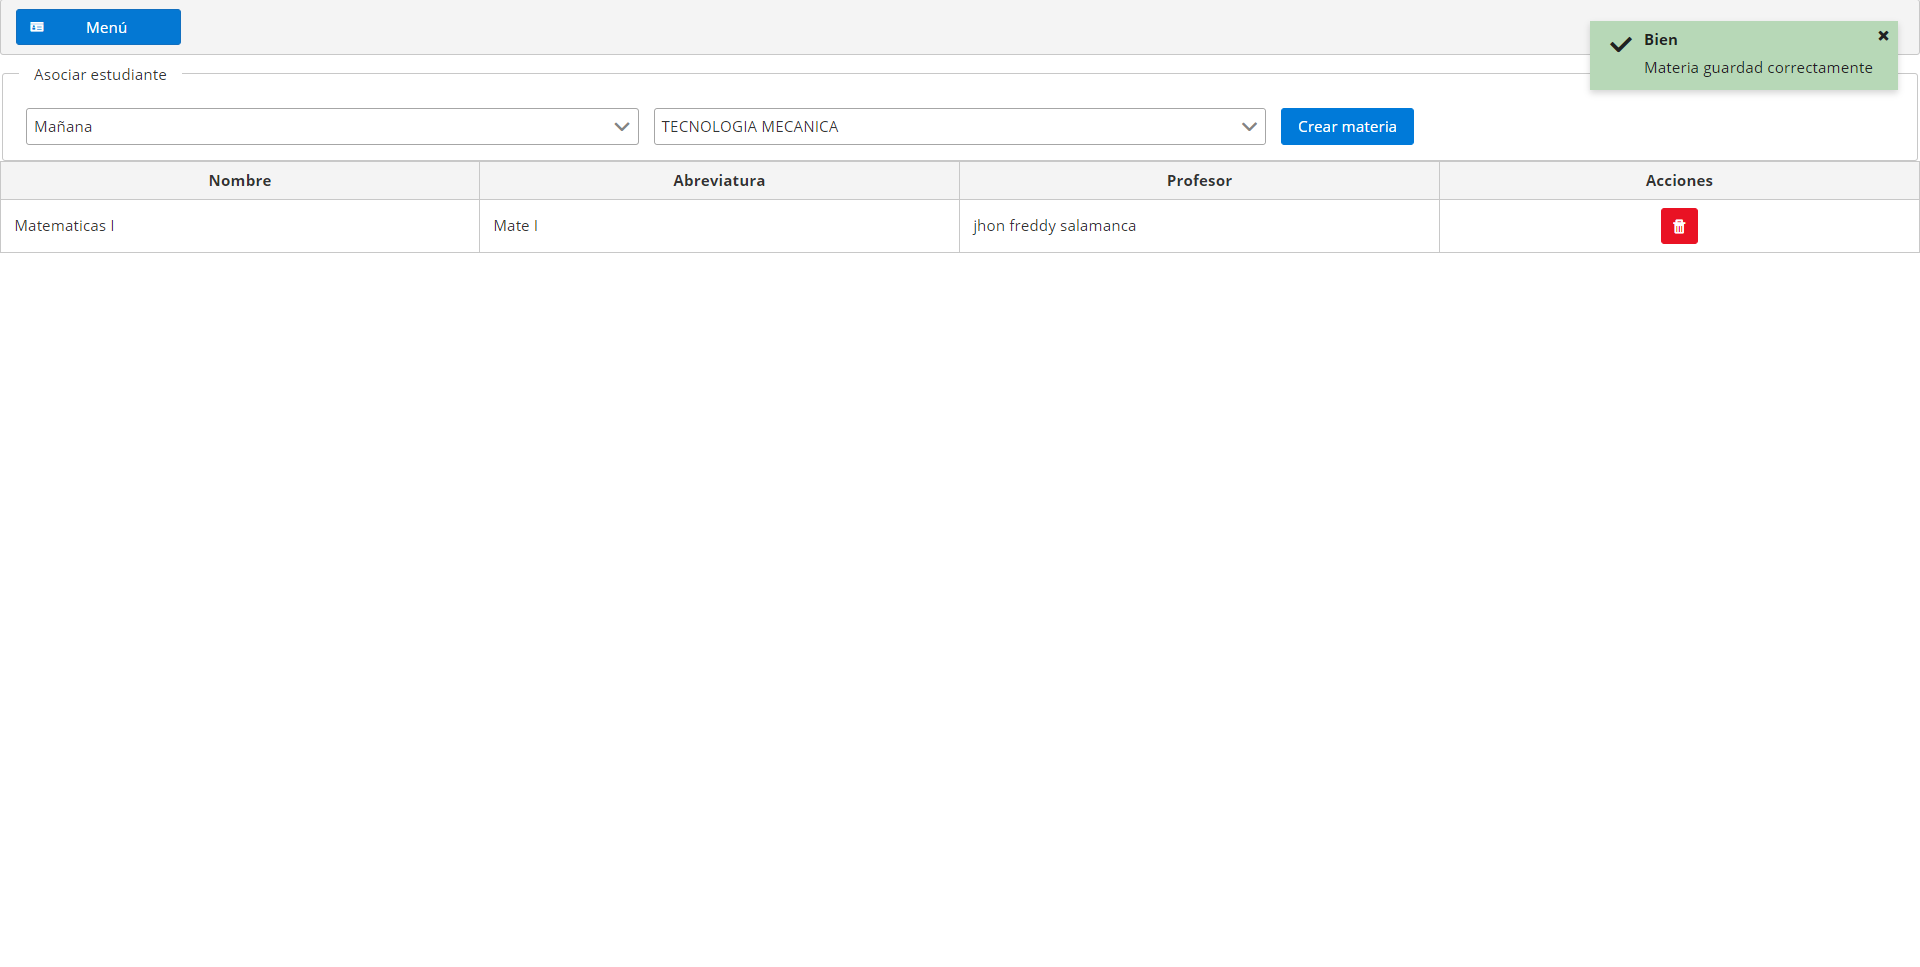 Menú
Bien
Materia guardad correctamente
Asociar estudiante
Mañana TECNOLOGIA MECANICA Crear materia
Nombre Abreviatura Profesor Acciones
Matematicas I Mate I jhon freddy salamanca